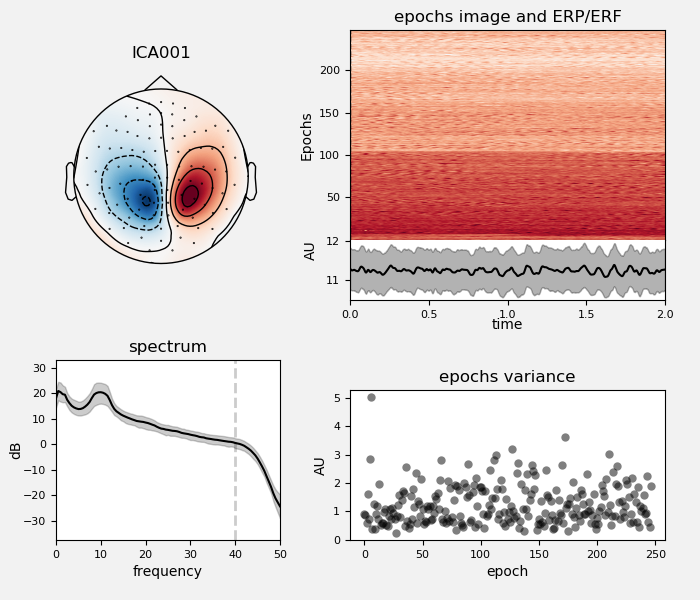 ICA001
epochs image and ERP/ERF
Epochs
200
150
100
50
AU
12
11
0.0 0.5 1.0 1.5 2.0
time
spectrum
dB
30
20
10
0
−10
−20
−30
0 10 20 30 40 50
frequency
epochs variance
AU
5
4
3
2
1
0
0 50 100 150 200 250
epoch